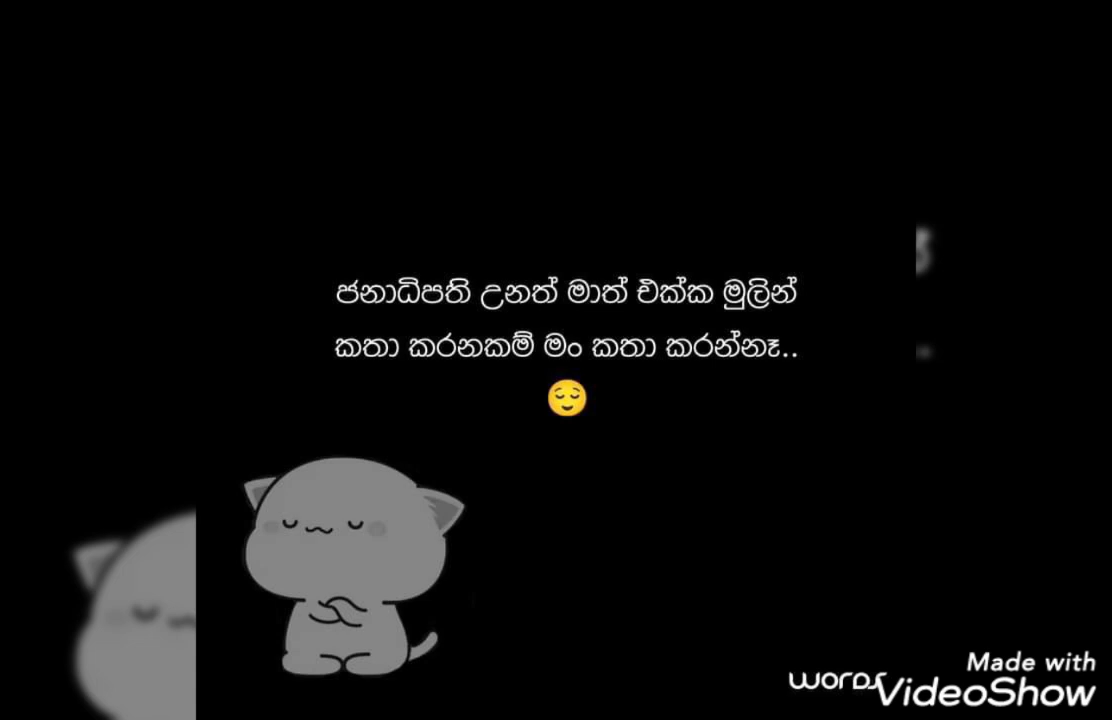 ජනාධිපති උනත් මාත් එක්ක මුලින්
කතා කරනකම් මං කතා කරන්නෑ..
😌
Made with
VideoShow